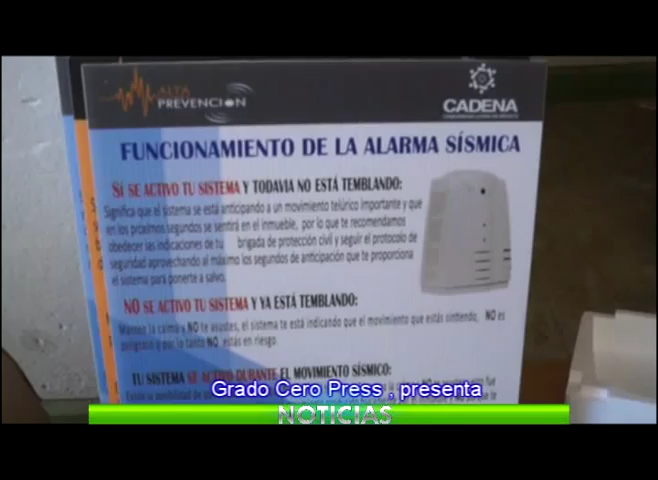 ALTA
PREVENCION
CADENA
FUNCIONAMIENTO DE LA ALARMA SÍSMICA
SÍ SE ACTIVO TU SISTEMA Y TODAVIA NO ESTÁ TEMBLANDO:
Significa que el sistema se está anticipando a un movimiento telúrico importante y que
en los próximos segundos se sentirá en el inmueble, por lo que te recomendamos
obedecer las indicaciones de tu brigada de protección civil y seguir el protocolo de
seguridad aprovechando al máximo los segundos de anticipación que te proporciona
el sistema para ponerte a salvo.
NO SE ACTIVO TU SISTEMA Y YA ESTÁ TEMBLANDO:
Mantén la calma y NO te asustes, el sistema te está indicando que el movimiento que estás sintiendo, NO es
peligroso y por lo tanto NO estás en riesgo.
TU SISTEMA SE ACTIVO DURANTE EL MOVIMIENTO SÍSMICO:
Grado Cero Press , presenta
NOTICIAS